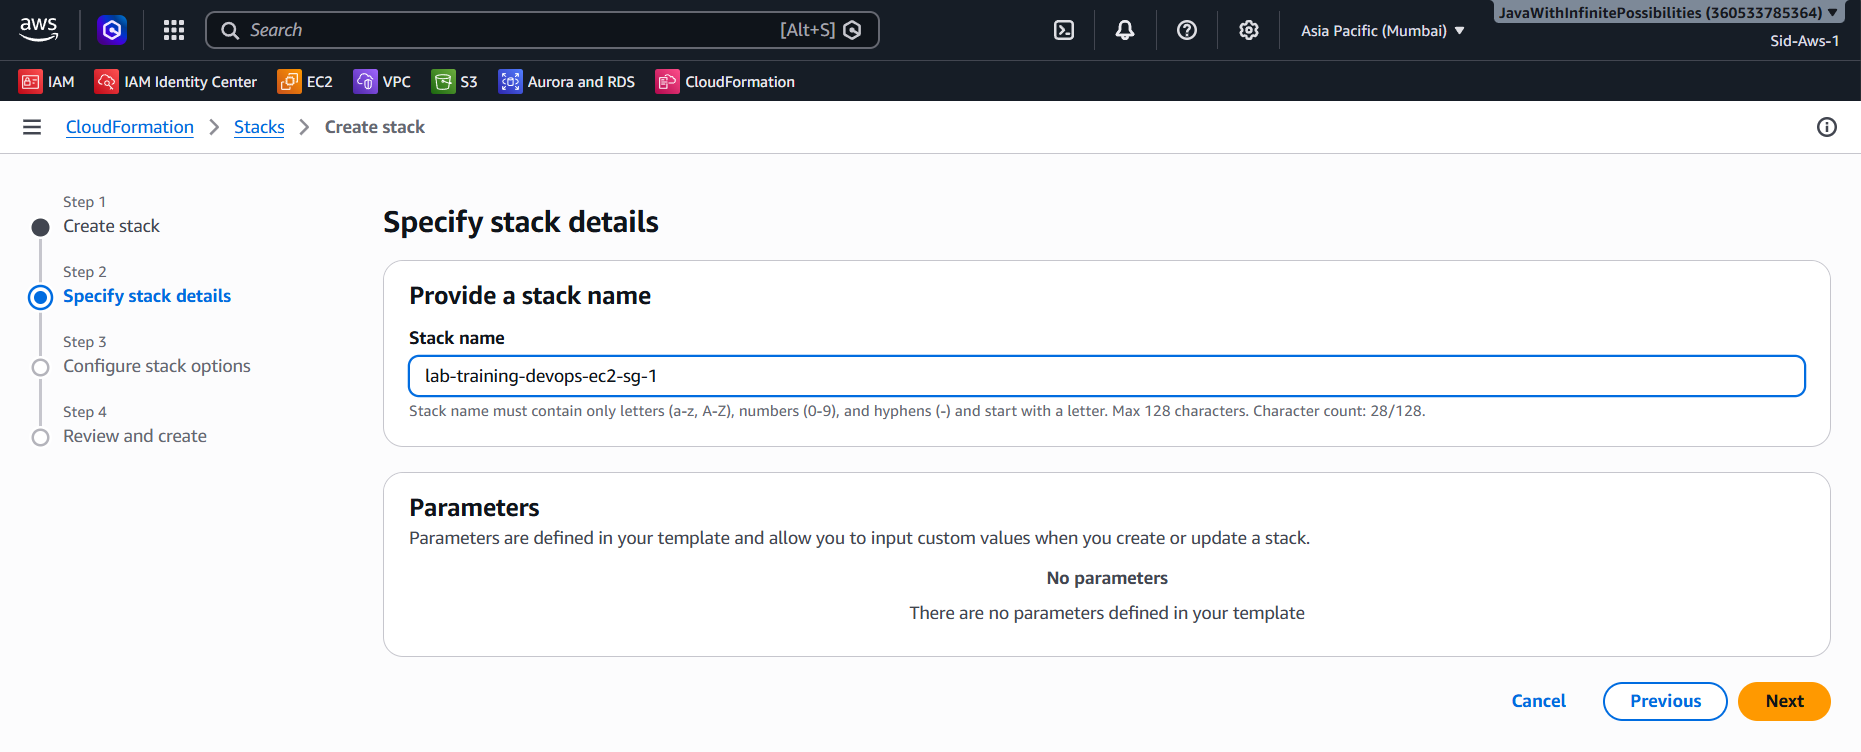 aws
Search [Alt+S]
Asia Pacific (Mumbai)
JavaWithInfinitePossibilities (360533785364)
Sid-Aws-1
IAM IAM Identity Center EC2 VPC S3 Aurora and RDS CloudFormation
CloudFormation Stacks Create stack
Step 1
Create stack
Step 2
Specify stack details
Step 3
Configure stack options
Step 4
Review and create
Specify stack details
Provide a stack name
Stack name
lab-training-devops-ec2-sg-1
Stack name must contain only letters (a-z, A-Z), numbers (0-9), and hyphens (-) and start with a letter. Max 128 characters. Character count: 28/128.
Parameters
Parameters are defined in your template and allow you to input custom values when you create or update a stack.
No parameters
There are no parameters defined in your template
Cancel Previous Next